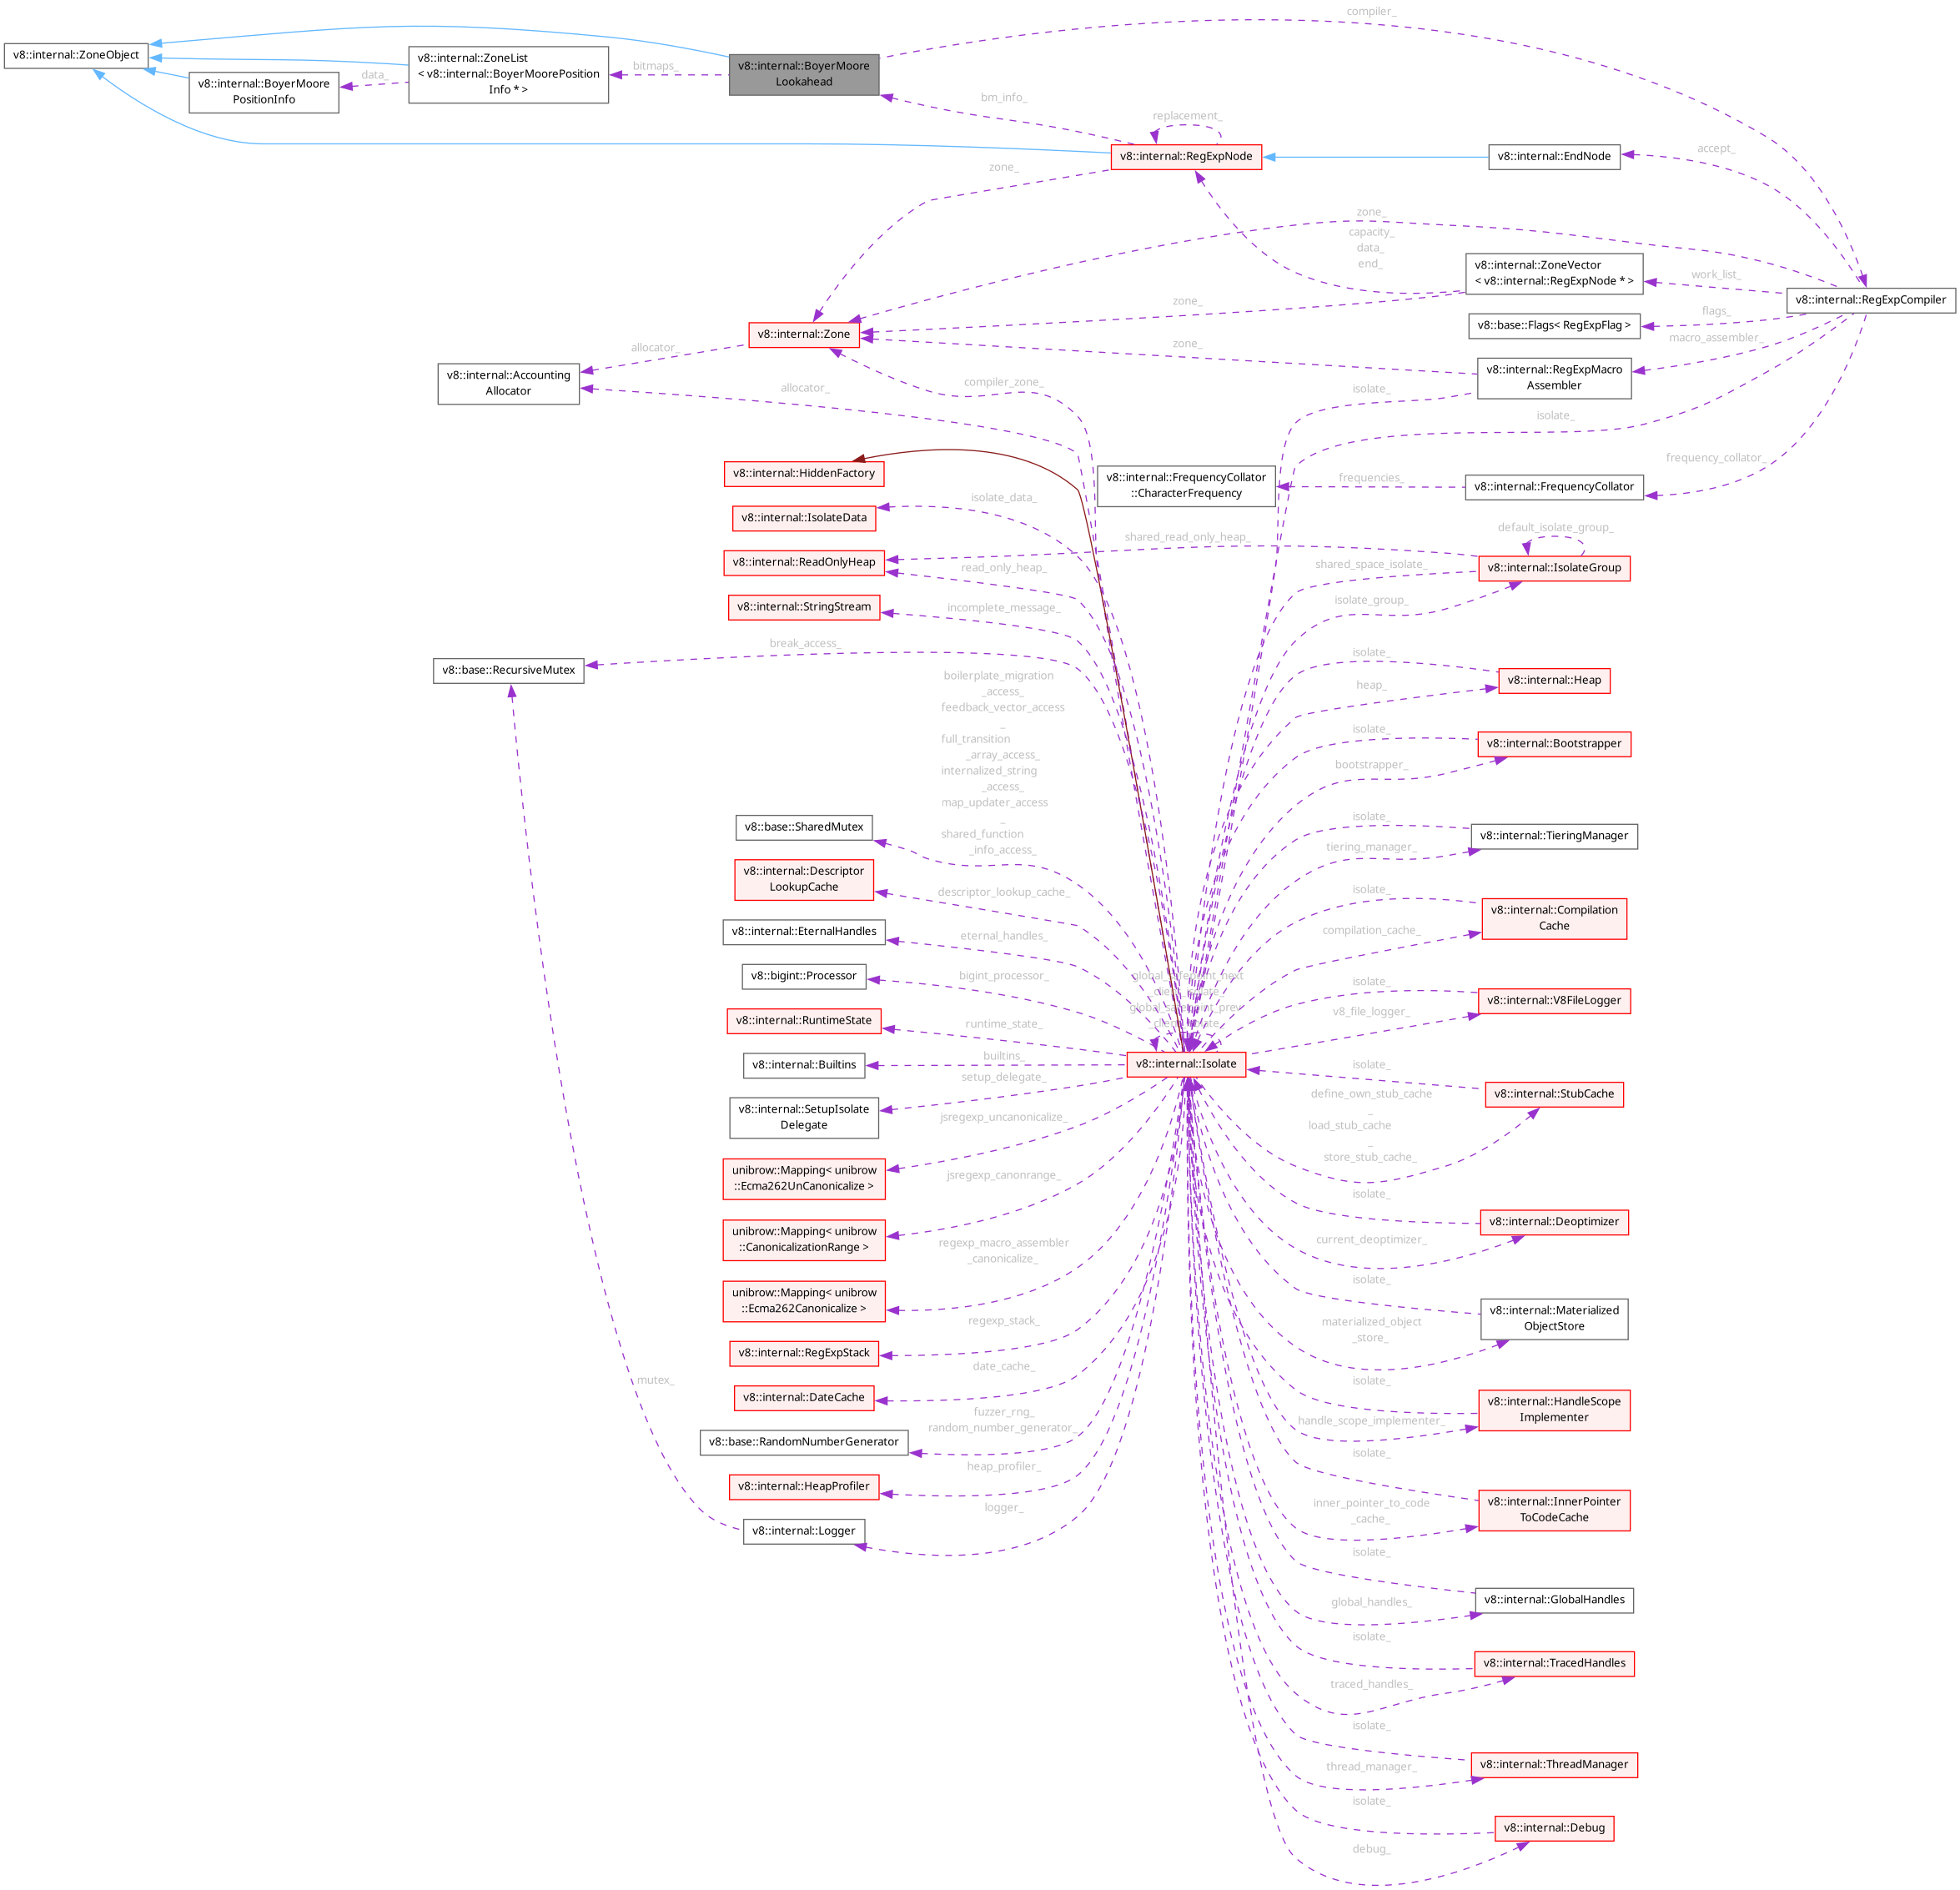 compiler_
v8::internal::ZoneObject
v8::internal::ZoneList
< v8::internal::BoyerMoorePosition
Info * >
bitmaps_
v8::internal::BoyerMoore
Lookahead
data_
v8::internal::BoyerMoore
PositionInfo
bm_info_
replacement_
v8::internal::RegExpNode
v8::internal::EndNode
accept_
zone_
zone_
capacity_
data_
end_
v8::internal::ZoneVector
< v8::internal::RegExpNode * >
work_list_
v8::internal::RegExpCompiler
zone_
flags_
v8::base::Flags< RegExpFlag >
v8::internal::Zone
macro_assembler_
zone_
allocator_
v8::internal::Accounting
Allocator
allocator_
compiler_zone_
isolate_
v8::internal::RegExpMacro
Assembler
isolate_
frequency_collator_
v8::internal::HiddenFactory
v8::internal::FrequencyCollator
::CharacterFrequency
frequencies_
v8::internal::FrequencyCollator
isolate_data_
v8::internal::IsolateData
default_isolate_group_
shared_read_only_heap_
v8::internal::ReadOnlyHeap
read_only_heap_
shared_space_isolate_
v8::internal::IsolateGroup
isolate_group_
v8::internal::StringStream
incomplete_message_
break_access_
v8::base::RecursiveMutex
isolate_
v8::internal::Heap
heap_
boilerplate_migration
_access_
feedback_vector_access
_
full_transition
_array_access_
internalized_string
_access_
map_updater_access
_
shared_function
_info_access_
isolate_
v8::internal::Bootstrapper
bootstrapper_
v8::base::SharedMutex
isolate_
v8::internal::TieringManager
tiering_manager_
v8::internal::Descriptor
LookupCache
descriptor_lookup_cache_
isolate_
v8::internal::Compilation
Cache
compilation_cache_
v8::internal::EternalHandles
eternal_handles_
v8::bigint::Processor
bigint_processor_
global_safepoint_next
_client_isolate_
global_safepoint_prev
_client_isolate_
isolate_
v8::internal::V8FileLogger
v8_file_logger_
v8::internal::RuntimeState
runtime_state_
v8::internal::Builtins
builtins_
v8::internal::Isolate
isolate_
v8::internal::StubCache
define_own_stub_cache
_
load_stub_cache
_
store_stub_cache_
setup_delegate_
v8::internal::SetupIsolate
Delegate
jsregexp_uncanonicalize_
unibrow::Mapping< unibrow
::Ecma262UnCanonicalize >
jsregexp_canonrange_
unibrow::Mapping< unibrow
::CanonicalizationRange >
isolate_
v8::internal::Deoptimizer
current_deoptimizer_
regexp_macro_assembler
_canonicalize_
unibrow::Mapping< unibrow
::Ecma262Canonicalize >
isolate_
v8::internal::Materialized
ObjectStore
materialized_object
_store_
regexp_stack_
v8::internal::RegExpStack
date_cache_
v8::internal::DateCache
isolate_
v8::internal::HandleScope
Implementer
handle_scope_implementer_
mutex_
fuzzer_rng_
random_number_generator_
v8::base::RandomNumberGenerator
isolate_
heap_profiler_
v8::internal::HeapProfiler
v8::internal::InnerPointer
ToCodeCache
inner_pointer_to_code
_cache_
logger_
v8::internal::Logger
isolate_
v8::internal::GlobalHandles
global_handles_
isolate_
v8::internal::TracedHandles
traced_handles_
isolate_
v8::internal::ThreadManager
thread_manager_
isolate_
v8::internal::Debug
debug_